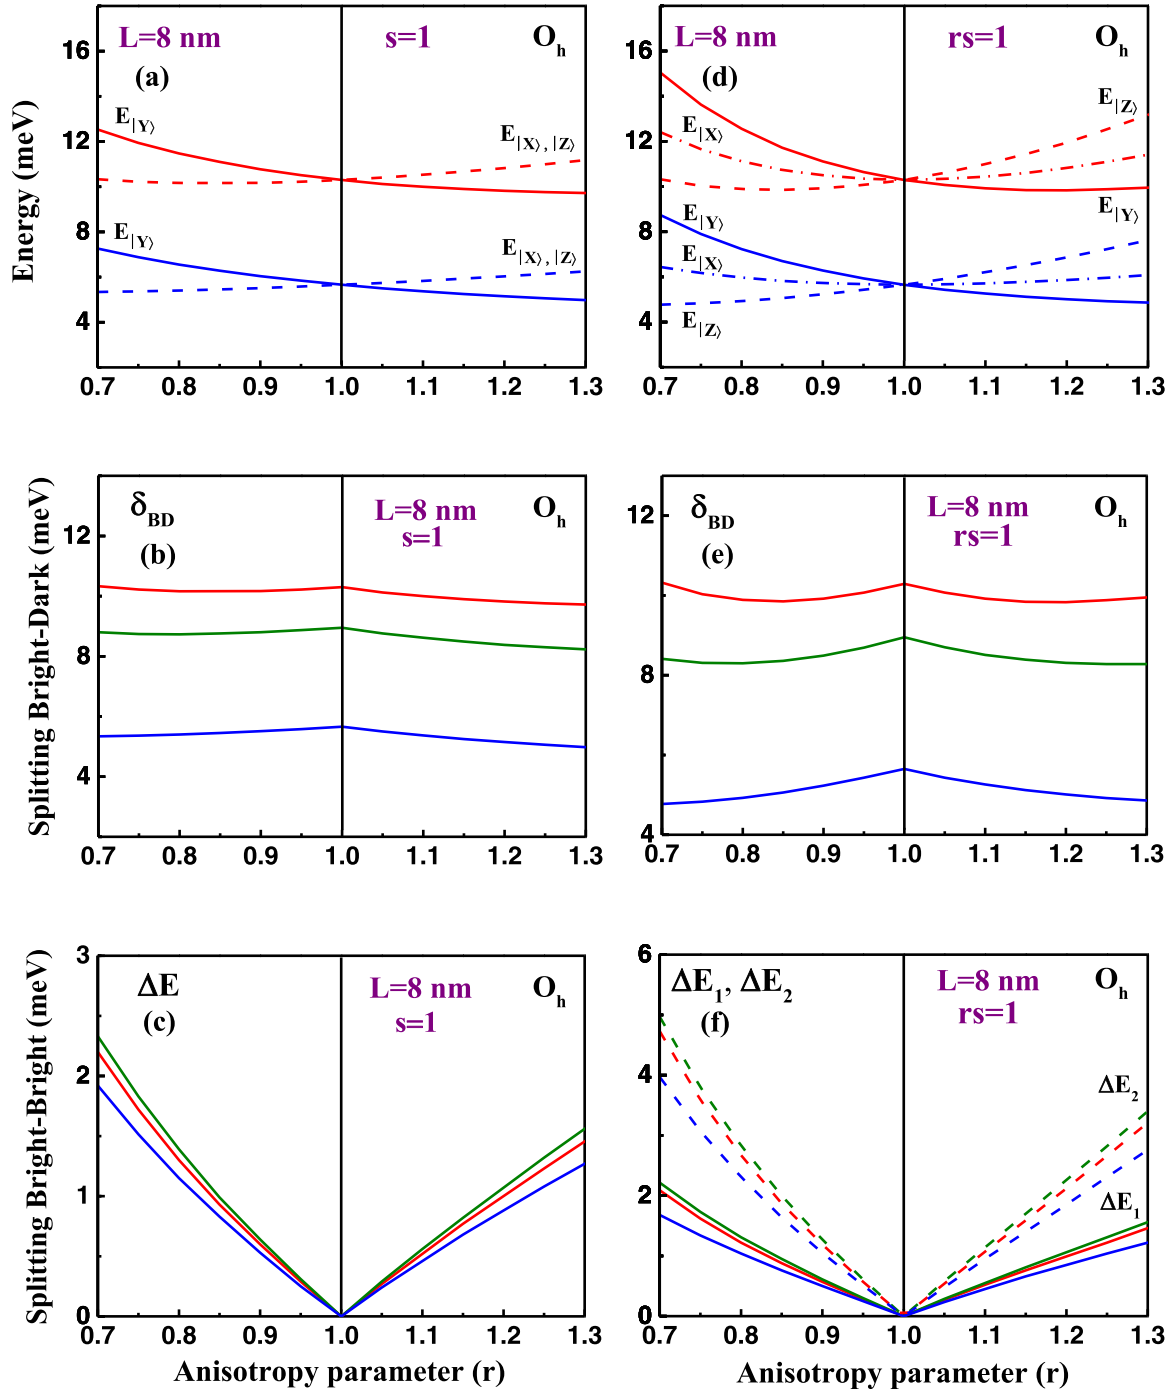 L=8 nm s=1 O_h
(a)
E_|Y⟩
E_|X⟩,|Z⟩
E_|Y⟩
E_|X⟩,|Z⟩
16
12
8
4
0.7 0.8 0.9 1.0 1.1 1.2 1.3
Energy (meV)
L=8 nm rs=1 O_h
(d)
E_|Z⟩
E_|X⟩
E_|Y⟩
E_|Y⟩
E_|X⟩
E_|Z⟩
16
12
8
4
0.7 0.8 0.9 1.0 1.1 1.2 1.3
δ_BD L=8 nm O_h
(b) s=1
12
8
4
0.7 0.8 0.9 1.0 1.1 1.2 1.3
Splitting Bright-Dark (meV)
δ_BD L=8 nm O_h
(e) rs=1
12
8
4
0.7 0.8 0.9 1.0 1.1 1.2 1.3
ΔE L=8 nm O_h
(c) s=1
3
2
1
0
0.7 0.8 0.9 1.0 1.1 1.2 1.3
Splitting Bright-Bright (meV)
Anisotropy parameter (r)
ΔE_1, ΔE_2 L=8 nm O_h
(f) rs=1
ΔE_2
ΔE_1
6
4
2
0
0.7 0.8 0.9 1.0 1.1 1.2 1.3
Anisotropy parameter (r)